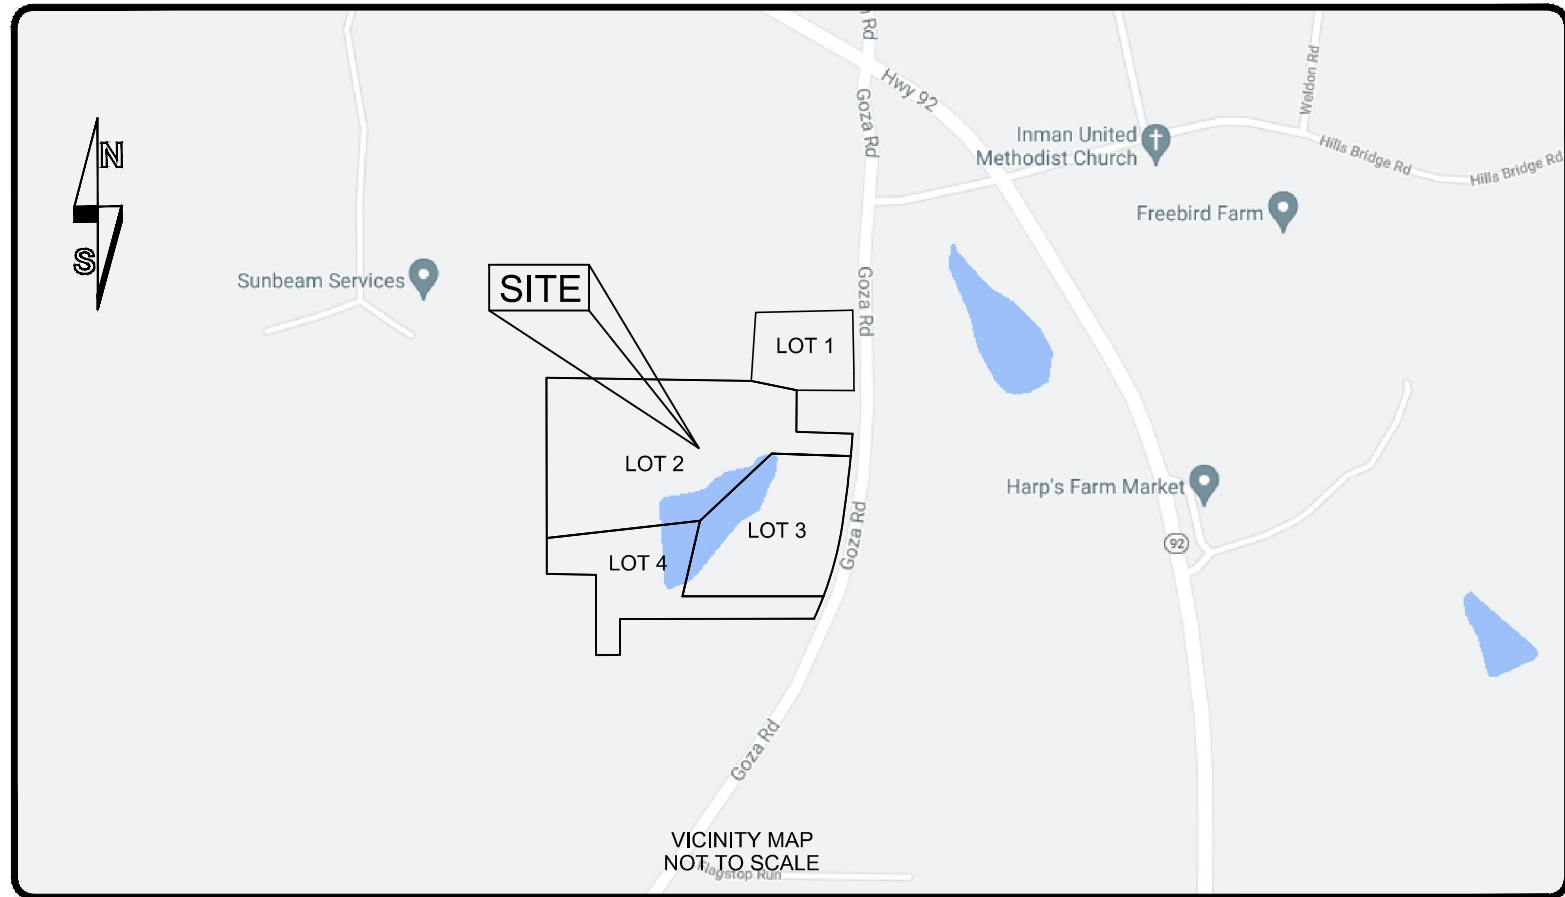 Rd
Hwy 92
Goza Rd
Weldon Rd
N
Inman United
Methodist Church
Hills Bridge Rd
Hills Bridge Rd
Freebird Farm
S
Sunbeam Services
SITE
Goza Rd
LOT 1
LOT 2
Harp's Farm Market
LOT 3
Goza Rd
92
LOT 4
Goza Rd
VICINITY MAP
NOT TO SCALE
Flagstop Run